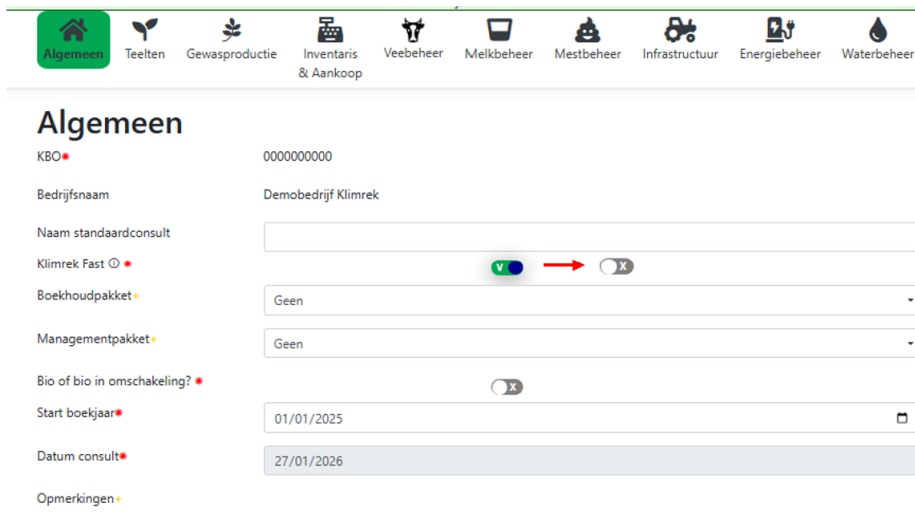 Algemeen
Teelten
Gewasproductie
Inventaris
& Aankoop
Veebeheer
Melkbeheer
Mestbeheer
Infrastructuur
Energiebeheer
Waterbeheer
Algemeen
KBO* 0000000000
Bedrijfsnaam Demobedrijf Klimrek
Naam standaardconsult
Klimrek Fast ⓘ * V X
Boekhoudpakket+ Geen
Managementpakket+ Geen
Bio of bio in omschakeling? * X
Start boekjaar* 01/01/2025
Datum consult* 27/01/2026
Opmerkingen+